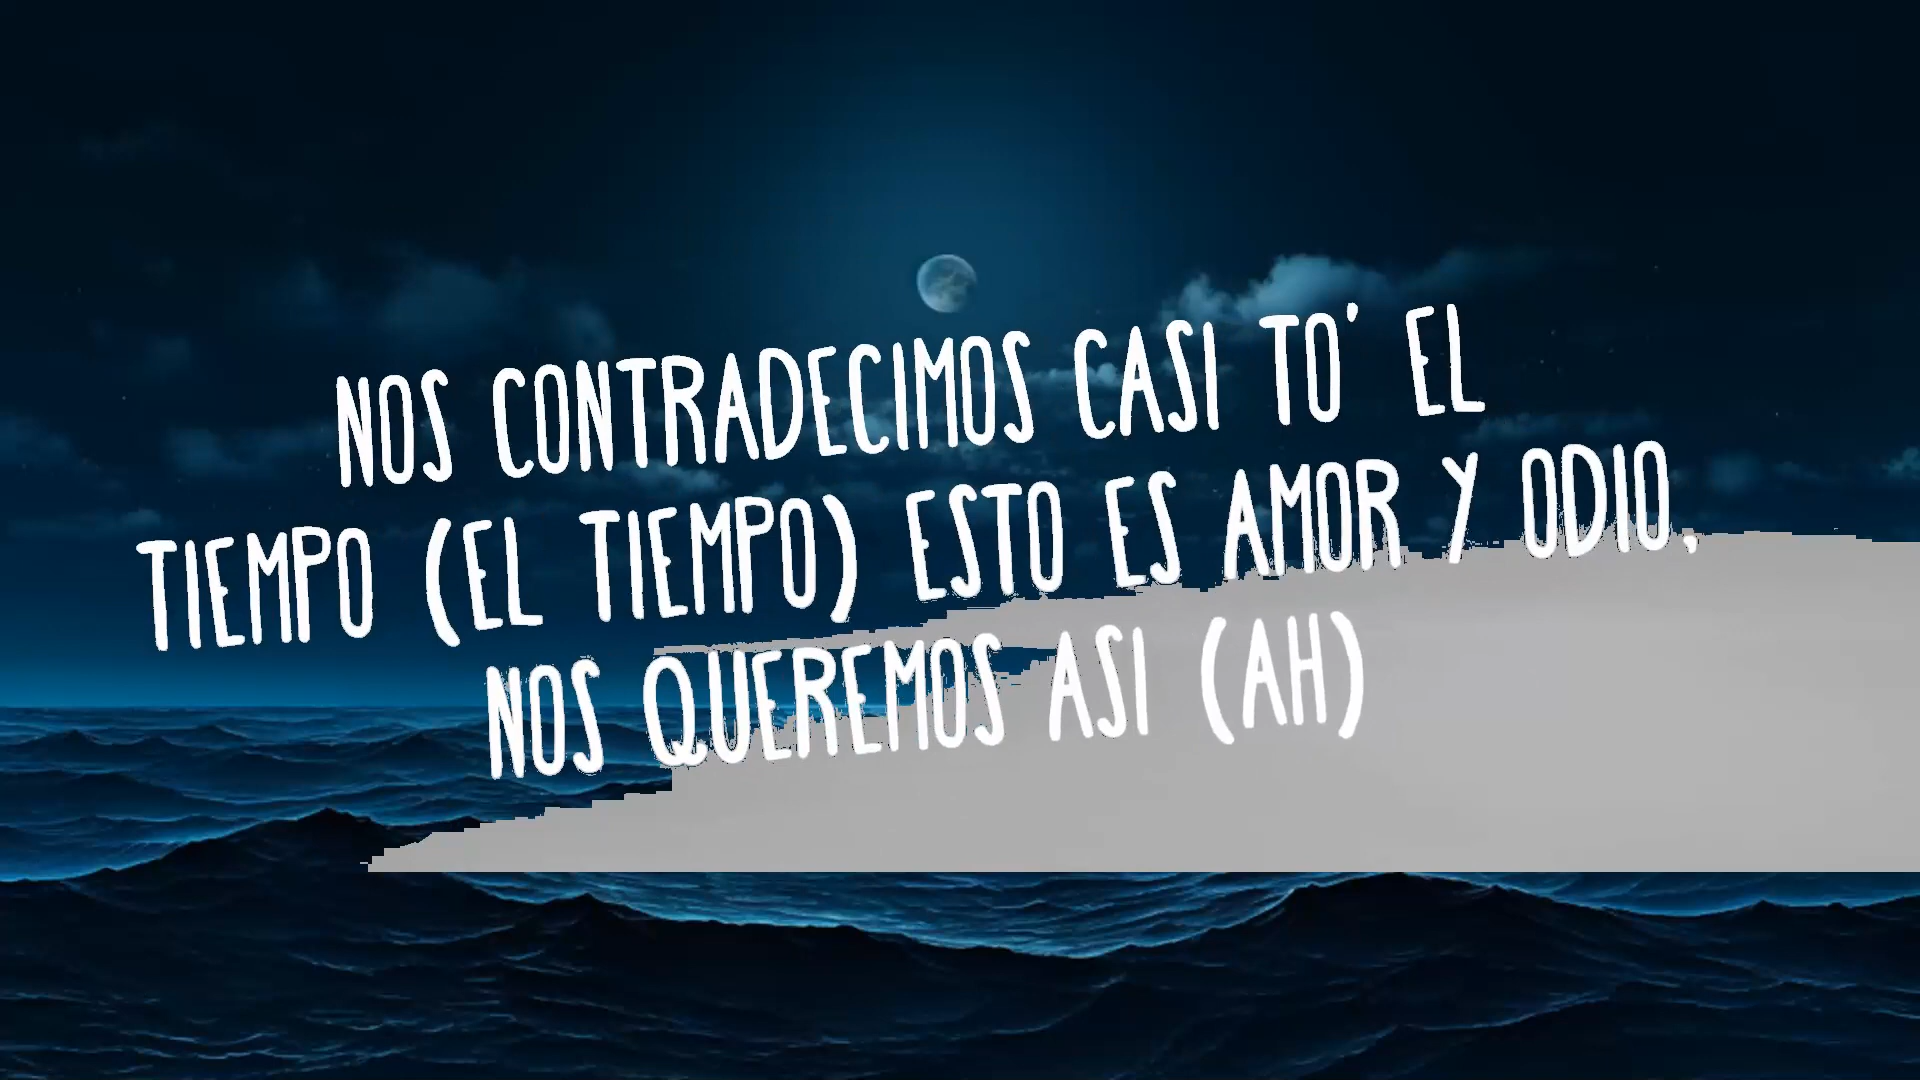 NOS CONTRADECIMOS CASI TO' EL
TIEMPO (EL TIEMPO) ESTO ES AMOR Y ODIO,
NOS QUEREMOS ASI (AH)